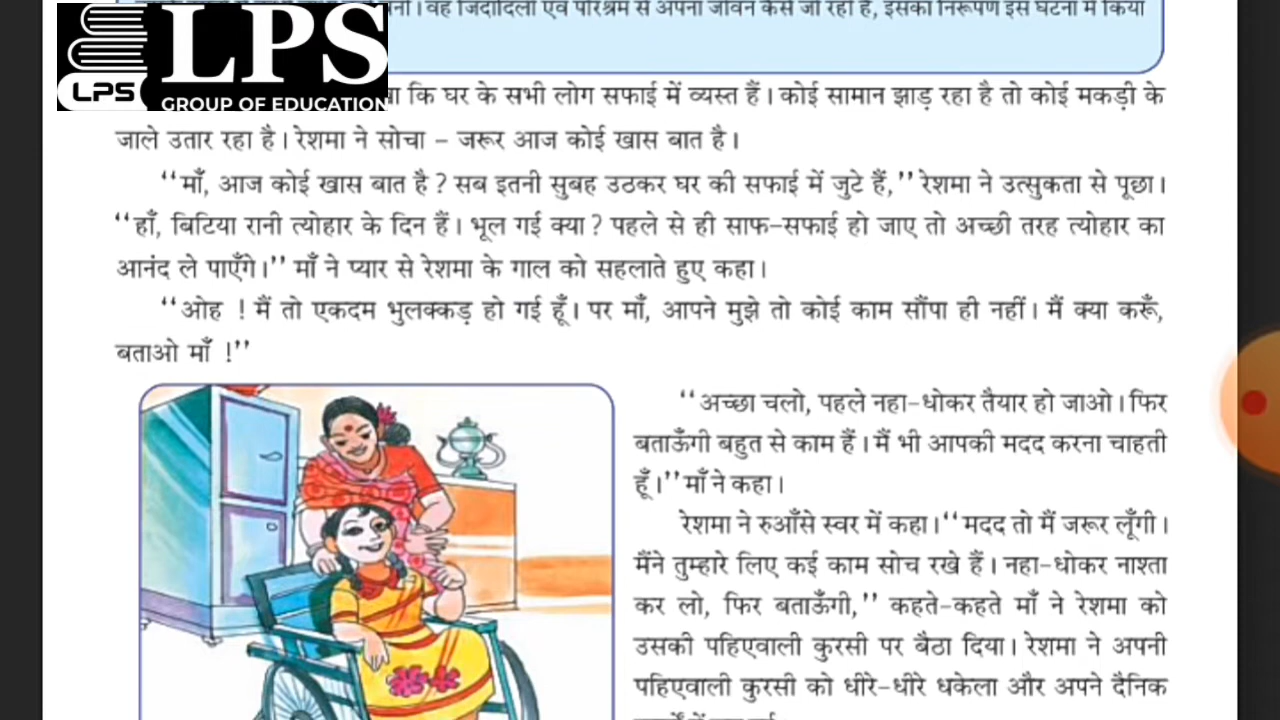 वह जिंदादिली एवं परिश्रम से अपना जीवन कैसे जी रही है, इसका निरूपण इस घटना में किया
LPS
LPS
GROUP OF EDUCATION
कि घर के सभी लोग सफाई में व्यस्त हैं। कोई सामान झाड़ रहा है तो कोई मकड़ी के
जाले उतार रहा है। रेशमा ने सोचा – जरूर आज कोई खास बात है।
‘‘माँ, आज कोई खास बात है ? सब इतनी सुबह उठकर घर की सफाई में जुटे हैं,’’ रेशमा ने उत्सुकता से पूछा।
‘‘हाँ, बिटिया रानी त्योहार के दिन हैं। भूल गई क्या ? पहले से ही साफ-सफाई हो जाए तो अच्छी तरह त्योहार का
आनंद ले पाएँगे।’’ माँ ने प्यार से रेशमा के गाल को सहलाते हुए कहा।
‘‘ओह ! मैं तो एकदम भुलक्कड़ हो गई हूँ। पर माँ, आपने मुझे तो कोई काम सौंपा ही नहीं। मैं क्या करूँ,
बताओ माँ !’’
‘‘अच्छा चलो, पहले नहा-धोकर तैयार हो जाओ। फिर
बताऊँगी बहुत से काम हैं। मैं भी आपकी मदद करना चाहती
हूँ।’’ माँ ने कहा।
रेशमा ने रुआँसे स्वर में कहा। ‘‘मदद तो मैं जरूर लूँगी।
मैंने तुम्हारे लिए कई काम सोच रखे हैं। नहा-धोकर नाश्ता
कर लो, फिर बताऊँगी,’’ कहते-कहते माँ ने रेशमा को
उसकी पहिएवाली कुरसी पर बैठा दिया। रेशमा ने अपनी
पहिएवाली कुरसी को धीरे-धीरे धकेला और अपने दैनिक